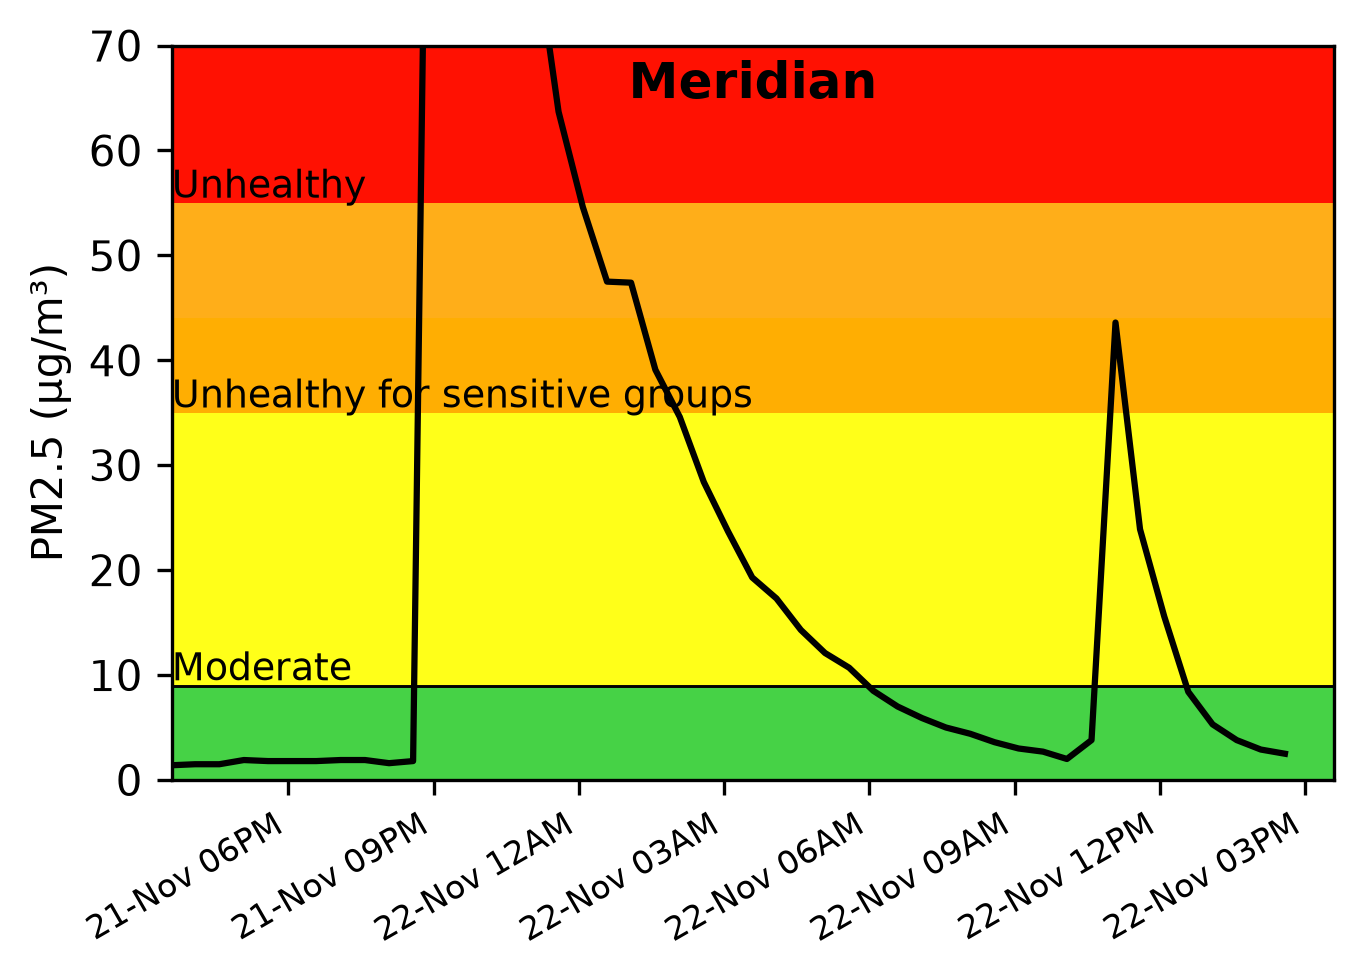 Meridian
PM2.5 (µg/m³)
70
60
Unhealthy
50
40
Unhealthy for sensitive groups
30
20
Moderate
10
0
21-Nov 06PM
21-Nov 09PM
22-Nov 12AM
22-Nov 03AM
22-Nov 06AM
22-Nov 09AM
22-Nov 12PM
22-Nov 03PM